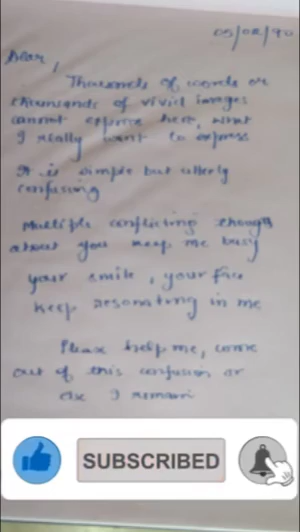 05/02/90
Dear,
Thousands of words or
thousands of vivid images
cannot express here, what
I really want to express
It is simple but utterly
confusing
Multiple conflicting though
about you keep me busy
your smile, your face
keep resonating in me
Please help me, come
out of this confusion or
else I remain
SUBSCRIBED